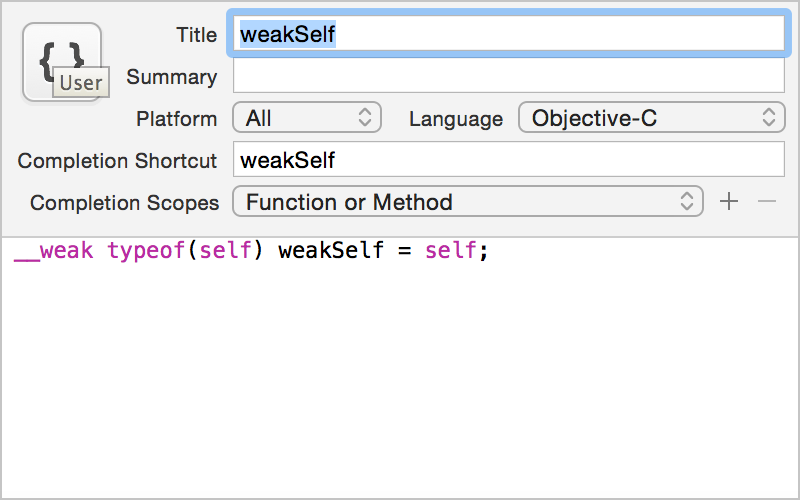 Title weakSelf
{ } User
Summary
Platform All Language Objective-C
Completion Shortcut weakSelf
Completion Scopes Function or Method + −
__weak typeof(self) weakSelf = self;